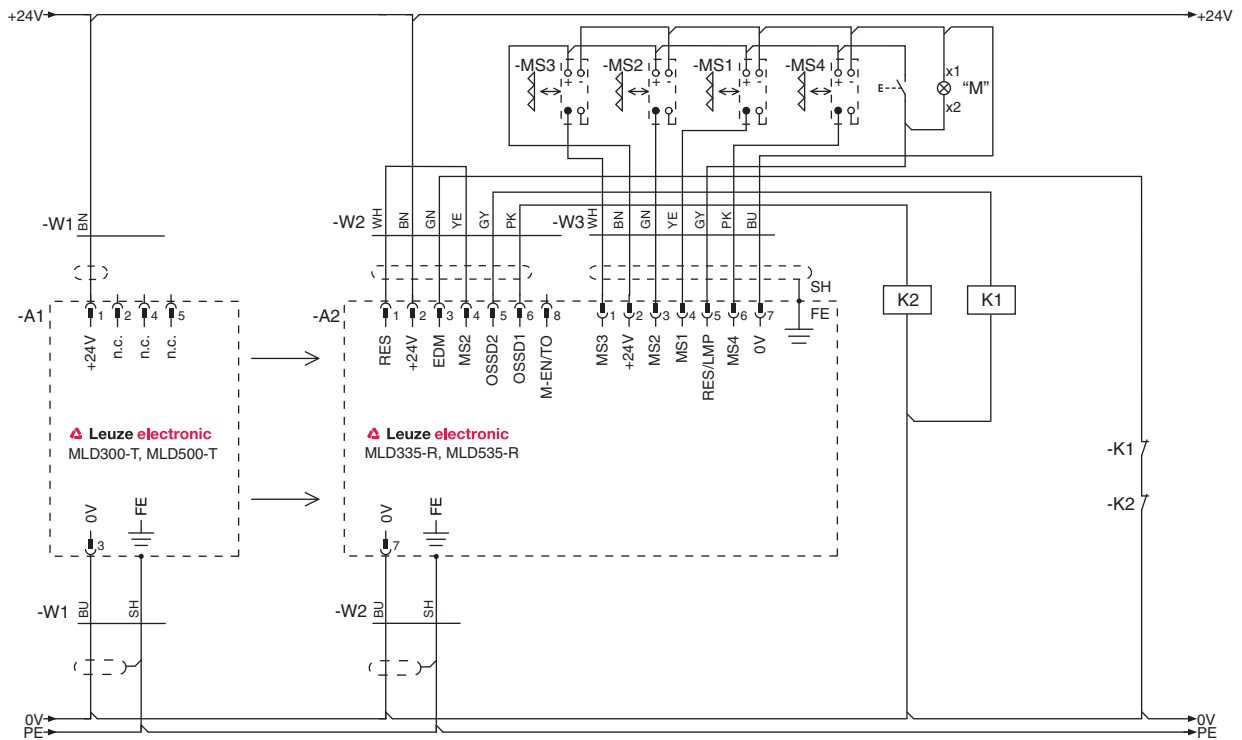 +24V +24V
-MS3 -MS2 -MS1 -MS4
+ - + - + - + -
E x1 "M"
x2
-W1 BN -W2 WH BN GN YE GY PK -W3 WH BN GN YE GY PK BU
SH
-A1 1 2 4 5 -A2 1 2 3 4 5 6 8 1 2 3 4 5 6 7 FE K2 K1
+24V n.c. n.c. n.c. RES +24V EDM MS2 OSSD2 OSSD1 M-EN/TO MS3 +24V MS2 MS1 RES/LMP MS4 0V
Leuze electronic Leuze electronic
MLD300-T, MLD500-T MLD335-R, MLD535-R
-K1
-K2
0V FE 0V FE
3 7
-W1 BU SH -W2 BU SH
0V 0V
PE PE